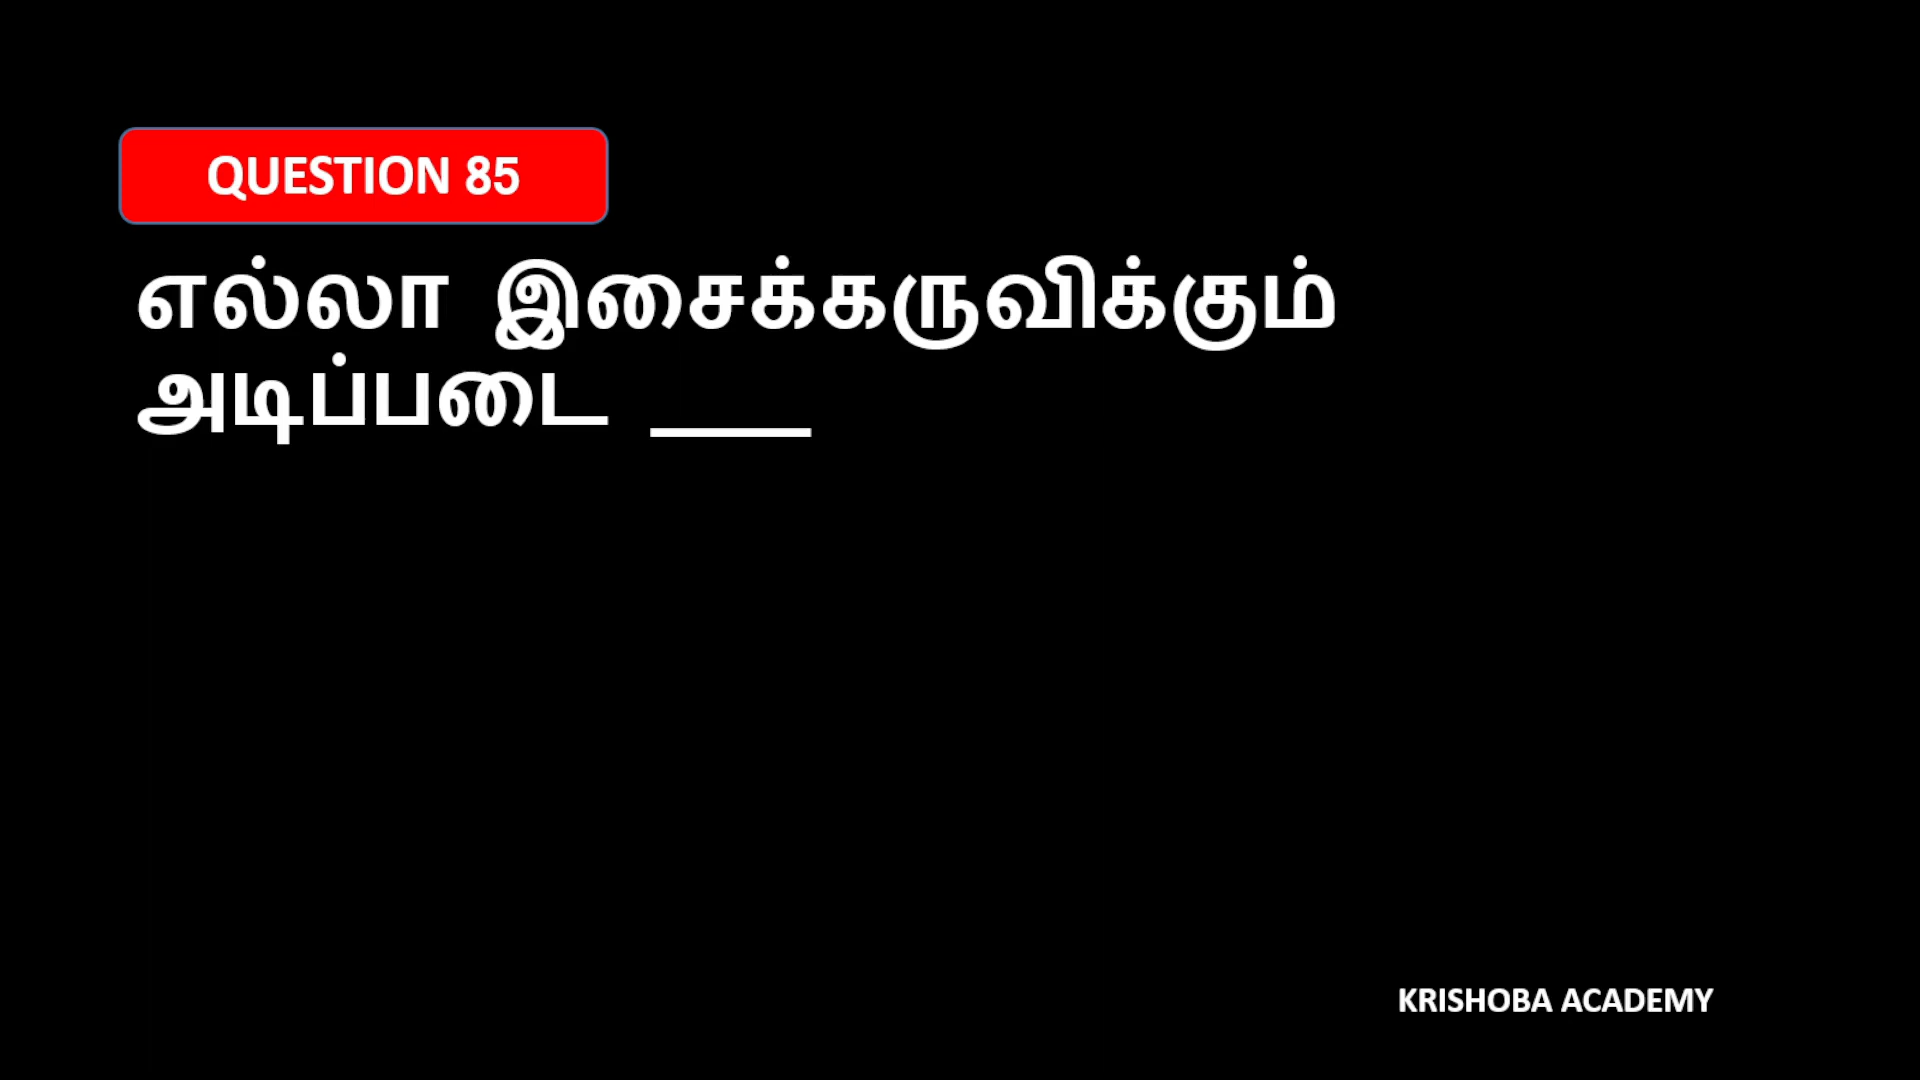 QUESTION 85
எல்லா இசைக்கருவிக்கும்
அடிப்படை ____
KRISHOBA ACADEMY